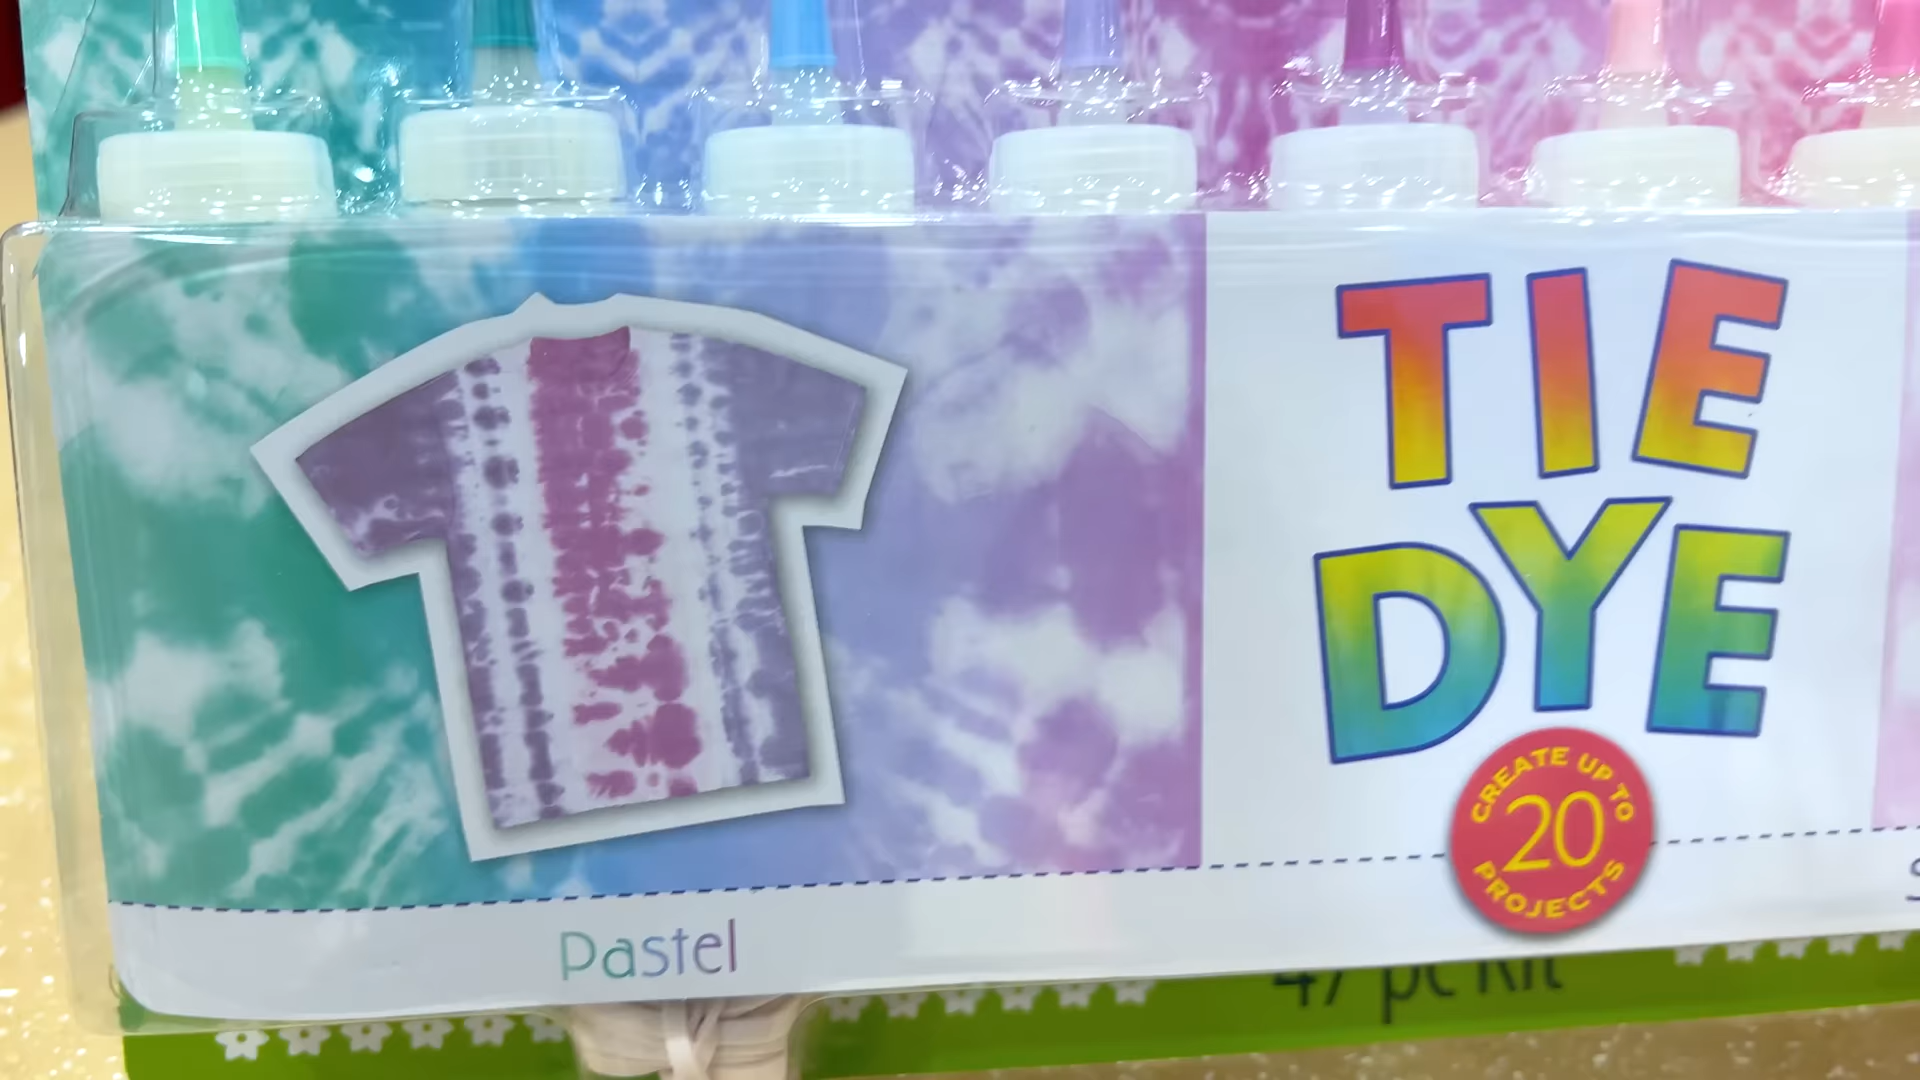 TIE
DYE
CREATE UP TO
20
PROJECTS
Pastel
47 pc Kit